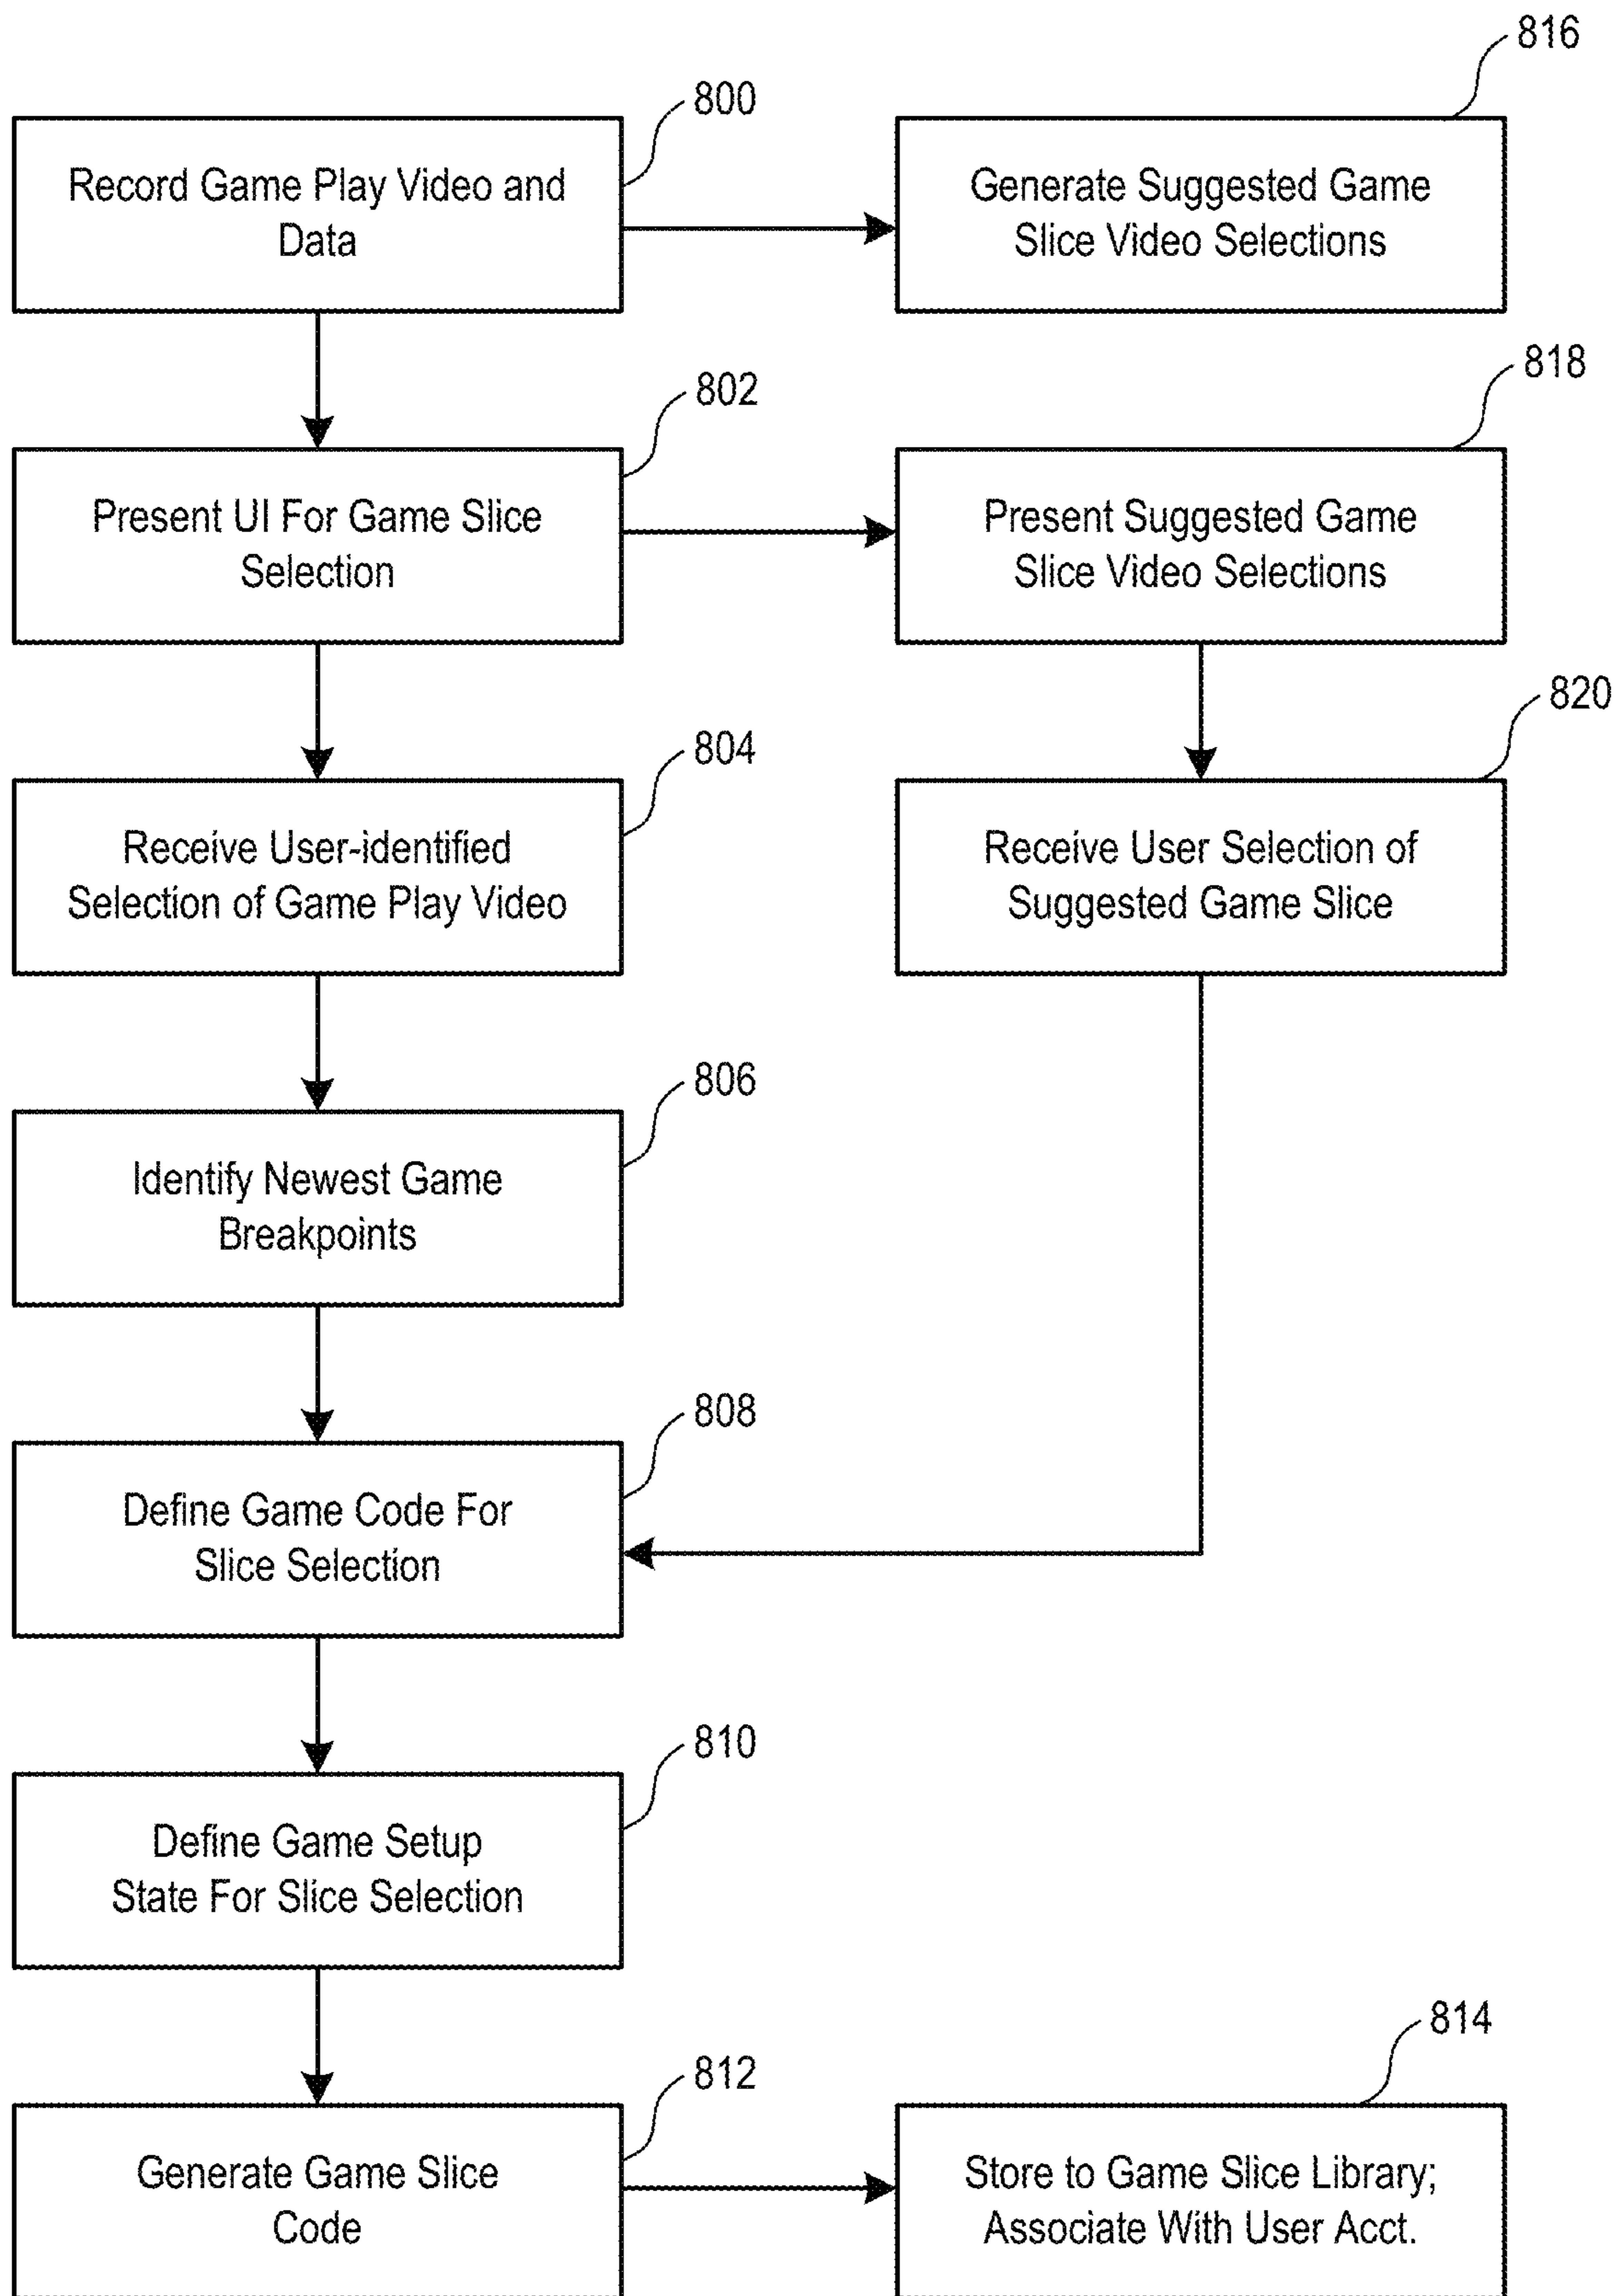 816
800
Record Game Play Video and
Data
Generate Suggested Game
Slice Video Selections
818
802
Present UI For Game Slice
Selection
Present Suggested Game
Slice Video Selections
820
804
Receive User-identified
Selection of Game Play Video
Receive User Selection of
Suggested Game Slice
806
Identify Newest Game
Breakpoints
808
Define Game Code For
Slice Selection
810
Define Game Setup
State For Slice Selection
814
812
Generate Game Slice
Code
Store to Game Slice Library;
Associate With User Acct.